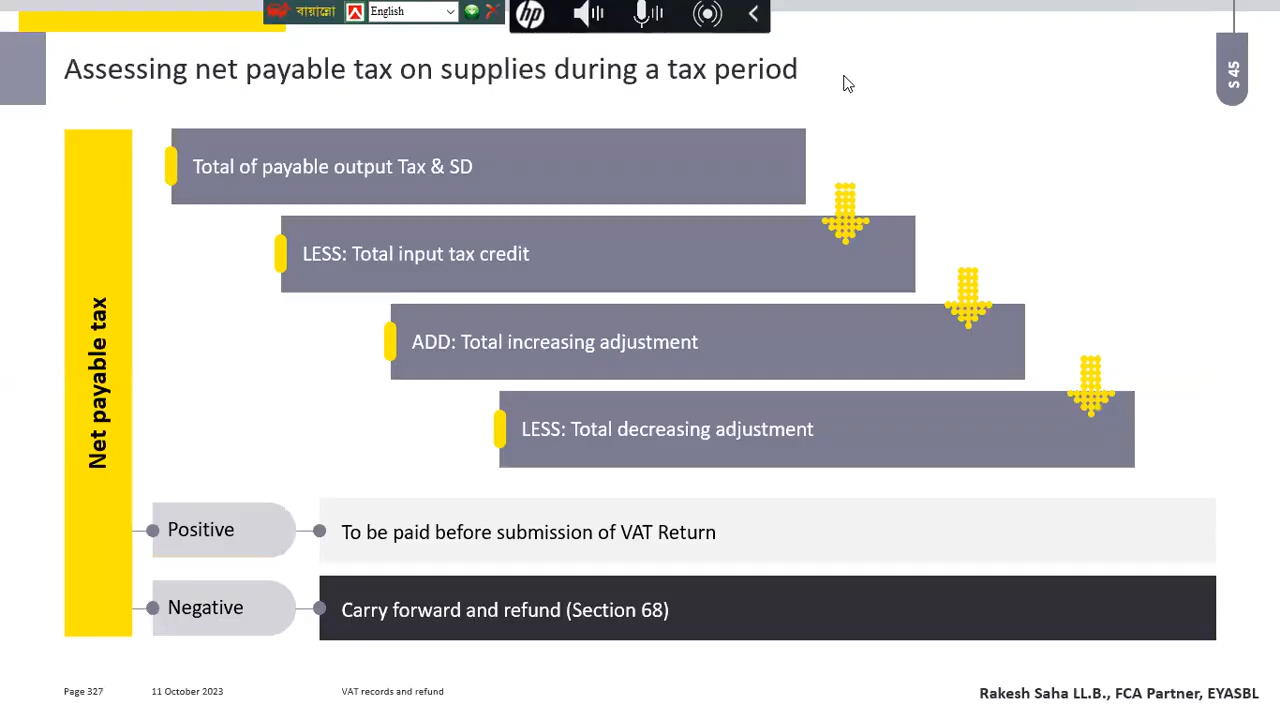 বায়ান্নো
English
hp
Assessing net payable tax on supplies during a tax period
S 45
Net payable tax
Total of payable output Tax & SD
LESS: Total input tax credit
ADD: Total increasing adjustment
LESS: Total decreasing adjustment
Positive
To be paid before submission of VAT Return
Negative
Carry forward and refund (Section 68)
Page 327
11 October 2023
VAT records and refund
Rakesh Saha LL.B., FCA Partner, EYASBL